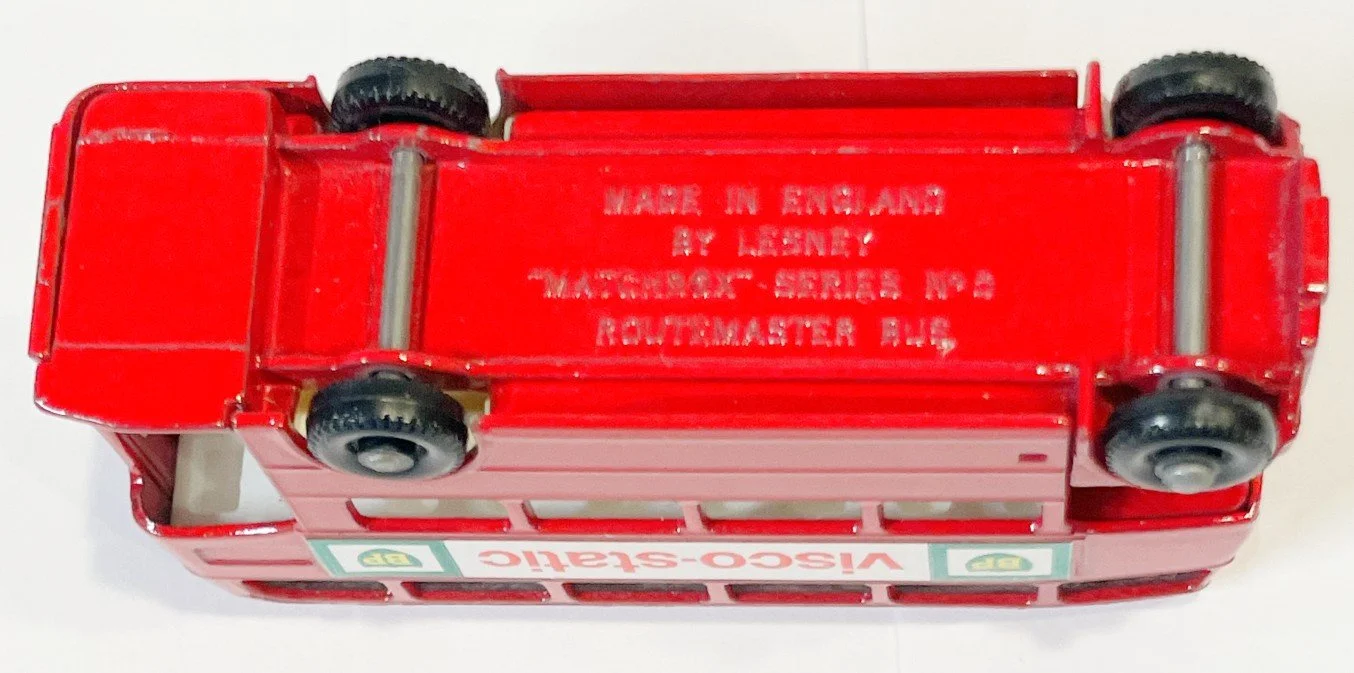 MADE IN ENGLAND
BY LESNEY
"MATCHBOX" SERIES Nº 5
ROUTEMASTER BUS
BP visco-static BP